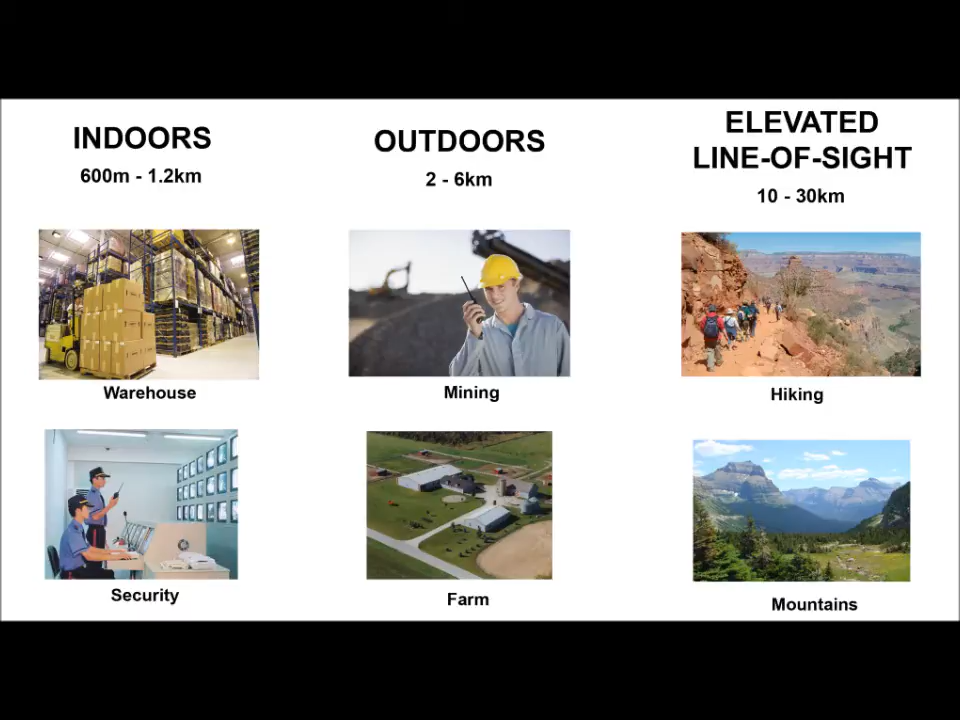 INDOORS
600m - 1.2km
Warehouse
Security
OUTDOORS
2 - 6km
Mining
Farm
ELEVATED
LINE-OF-SIGHT
10 - 30km
Hiking
Mountains